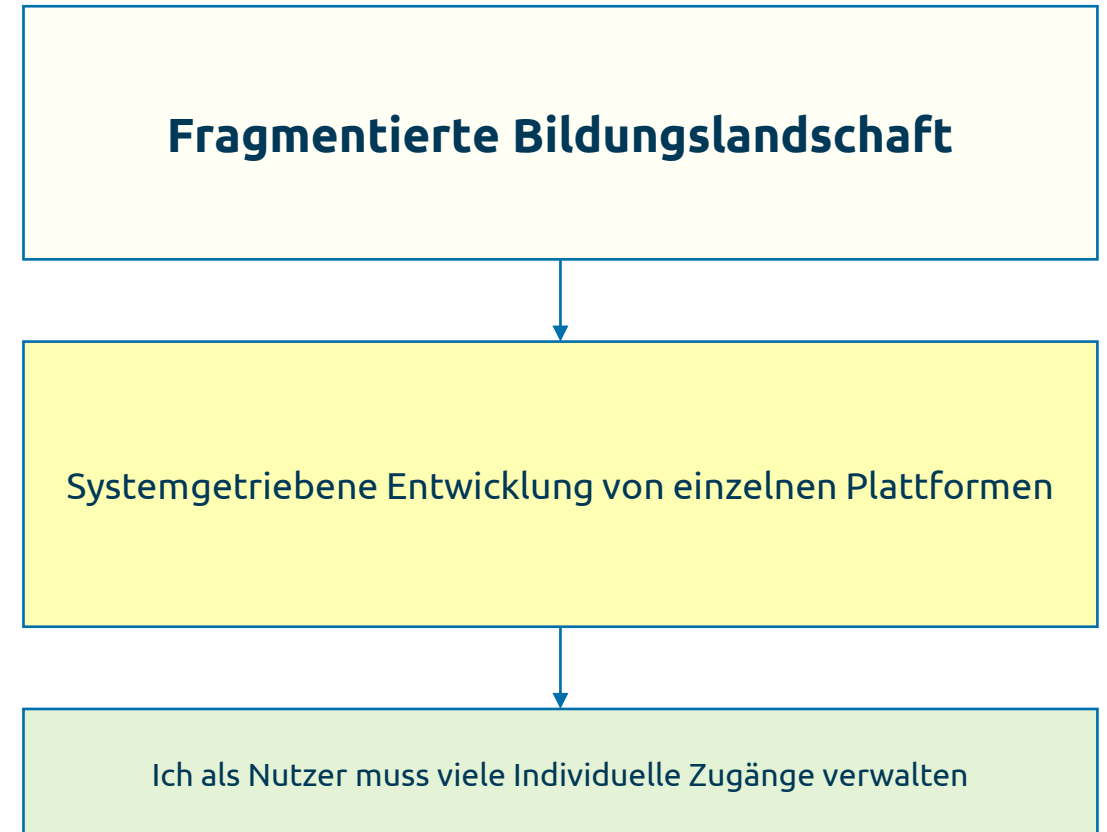 Fragmentierte Bildungslandschaft
Systemgetriebene Entwicklung von einzelnen Plattformen
Ich als Nutzer muss viele Individuelle Zugänge verwalten